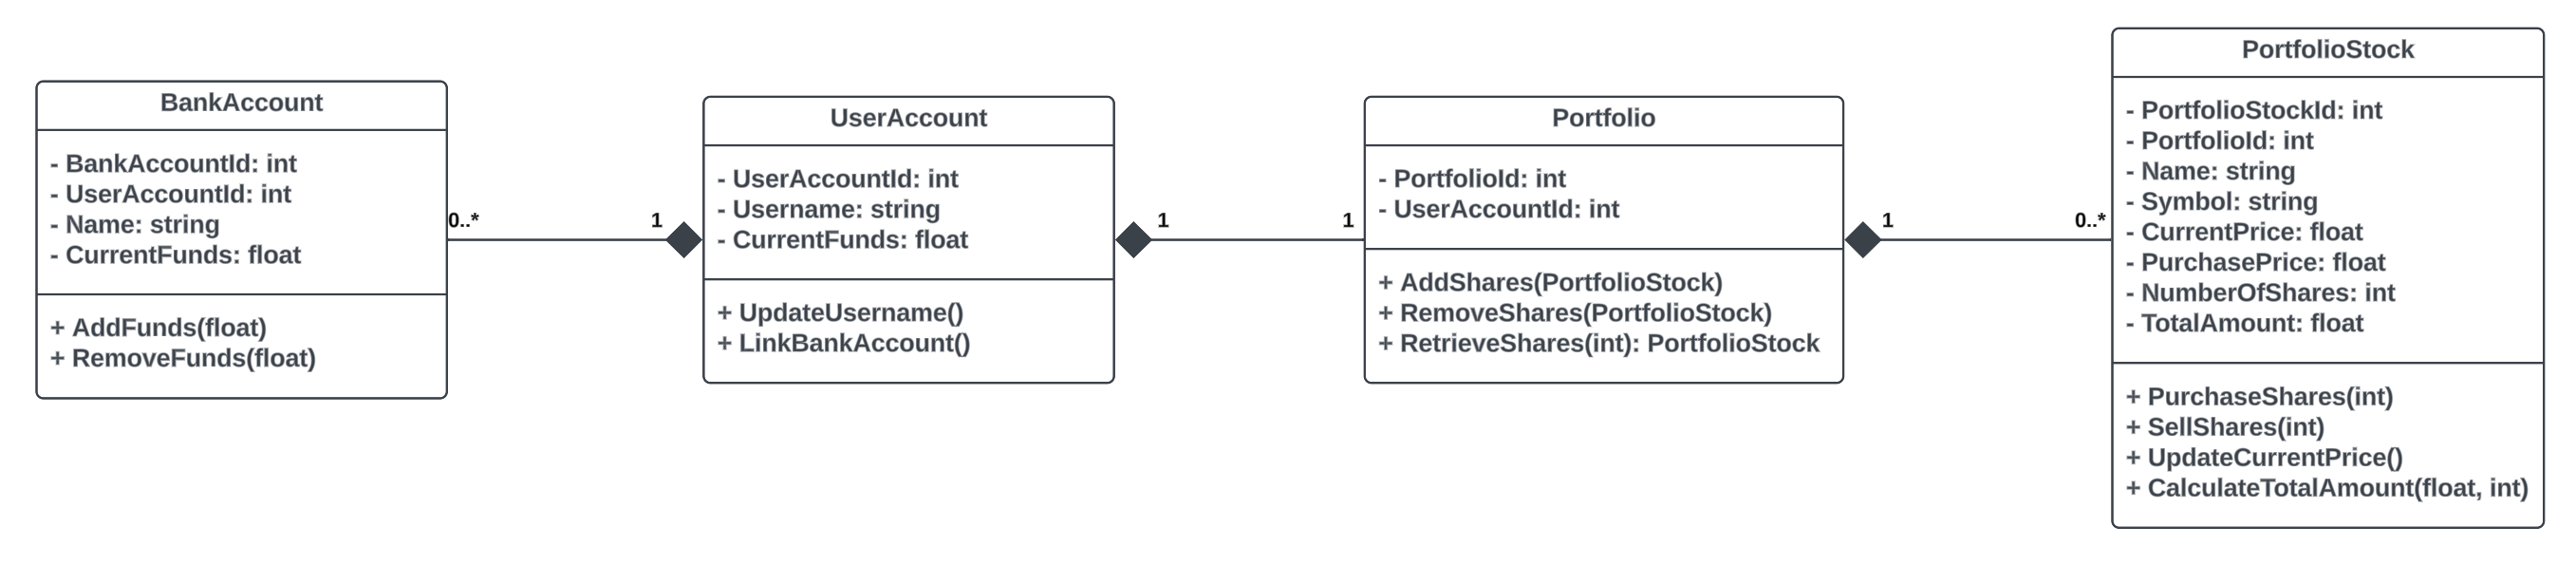 BankAccount
- BankAccountId: int
- UserAccountId: int
- Name: string
- CurrentFunds: float
+ AddFunds(float)
+ RemoveFunds(float)
0..*
1
UserAccount
- UserAccountId: int
- Username: string
- CurrentFunds: float
+ UpdateUsername()
+ LinkBankAccount()
1
1
Portfolio
- PortfolioId: int
- UserAccountId: int
+ AddShares(PortfolioStock)
+ RemoveShares(PortfolioStock)
+ RetrieveShares(int): PortfolioStock
1
0..*
PortfolioStock
- PortfolioStockId: int
- PortfolioId: int
- Name: string
- Symbol: string
- CurrentPrice: float
- PurchasePrice: float
- NumberOfShares: int
- TotalAmount: float
+ PurchaseShares(int)
+ SellShares(int)
+ UpdateCurrentPrice()
+ CalculateTotalAmount(float, int)